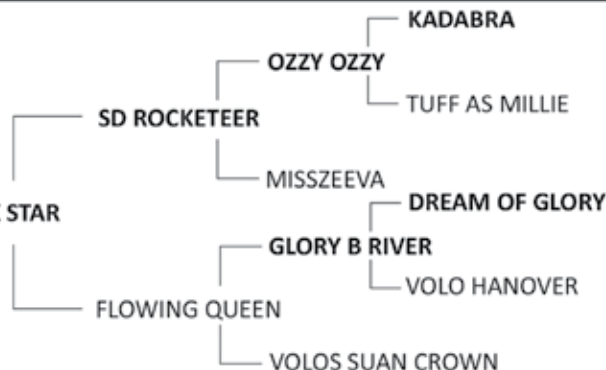 KADABRA
OZZY OZZY
TUFF AS MILLIE
SD ROCKETEER
MISSZEEVA
DREAM OF GLORY
STAR
GLORY B RIVER
VOLO HANOVER
FLOWING QUEEN
VOLOS SUAN CROWN